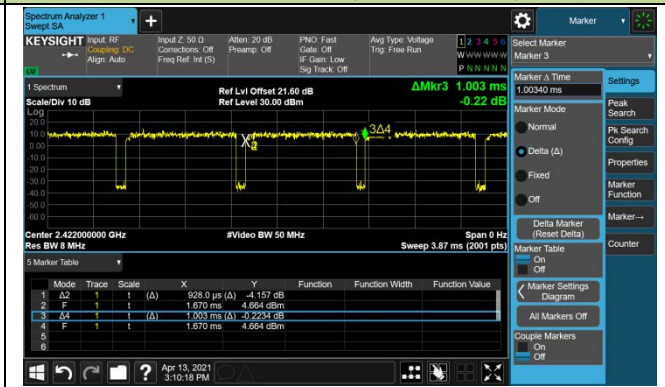 Spectrum Analyzer 1
Swept SA
Marker
KEYSIGHT
Input: RF
Coupling: DC
Align: Auto
Input Z: 50 Ω
Corrections: Off
Freq Ref: Int (S)
Atten: 20 dB
Preamp: Off
PNO: Fast
Gate: Off
IF Gain: Low
Sig Track: Off
Avg Type: Voltage
Trig: Free Run
1 2 3 4 5 6
W W W W W W
P N N N N N
LV
Select Marker
Marker 3
1 Spectrum
Scale/Div 10 dB
Log
Ref Lvl Offset 21.60 dB
Ref Level 30.00 dBm
ΔMkr3 1.003 ms
-0.22 dB
20.0
10.0
0.00
-10.0
-20.0
-30.0
-40.0
-50.0
-60.0
X2
3Δ4
Center 2.422000000 GHz
Res BW 8 MHz
#Video BW 50 MHz
Span 0 Hz
Sweep 3.87 ms (2001 pts)
5 Marker Table
Mode Trace Scale X Y Function Function Width Function Value
1 Δ2 1 t (Δ) 928.0 µs (Δ) -4.157 dB
2 F 1 t 1.670 ms 4.664 dBm
3 Δ4 1 t (Δ) 1.003 ms (Δ) -0.2234 dB
4 F 1 t 1.670 ms 4.664 dBm
5
6
Marker Δ Time
1.00340 ms
Marker Mode
Normal
Delta (Δ)
Fixed
Off
Delta Marker
(Reset Delta)
Marker Table
On
Off
Marker Settings
Diagram
All Markers Off
Couple Markers
On
Off
Settings
Peak
Search
Pk Search
Config
Properties
Marker
Function
Marker→
Counter
?
Apr 13, 2021
3:10:18 PM